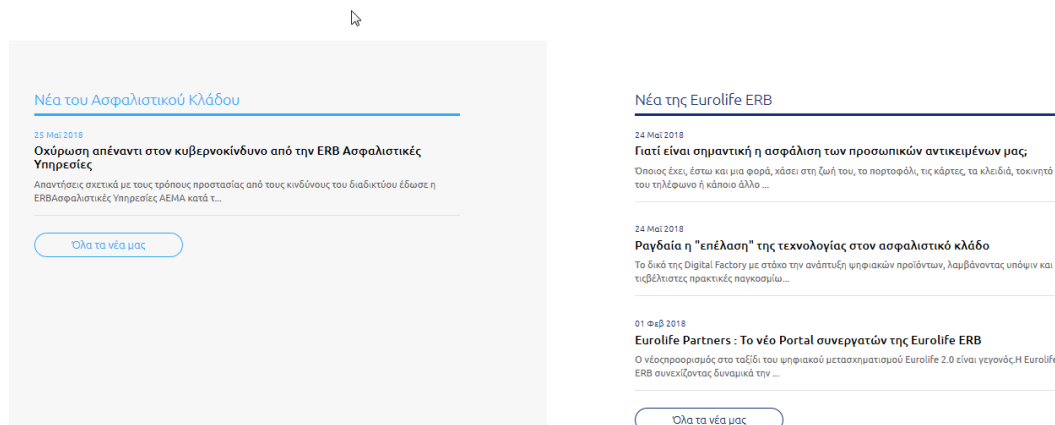 Νέα του Ασφαλιστικού Κλάδου
25 Μαϊ 2018
Οχύρωση απέναντι στον κυβερνοκίνδυνο από την ERB Ασφαλιστικές
Υπηρεσίες
Απαντήσεις σχετικά με τους τρόπους προστασίας από τους κινδύνους του διαδικτύου έδωσε η
ERBΑσφαλιστικές Υπηρεσίες ΑΕΜΑ κατά τ...
Όλα τα νέα μας
Νέα της Eurolife ERB
24 Μαϊ 2018
Γιατί είναι σημαντική η ασφάλιση των προσωπικών αντικειμένων μας;
Όποιος έχει, έστω και μια φορά, χάσει στη ζωή του, το πορτοφόλι, τις κάρτες, τα κλειδιά, τοκινητό
του τηλέφωνο ή κάποιο άλλο ...
24 Μαϊ 2018
Ραγδαία η "επέλαση" της τεχνολογίας στον ασφαλιστικό κλάδο
Το δικό της Digital Factory με στόχο την ανάπτυξη ψηφιακών προϊόντων, λαμβάνοντας υπόψιν και
τιςβέλτιστες πρακτικές παγκοσμίω...
01 Φεβ 2018
Eurolife Partners : Το νέο Portal συνεργατών της Eurolife ERB
Ο νέοςπροορισμός στο ταξίδι του ψηφιακού μετασχηματισμού Eurolife 2.0 είναι γεγονός.Η Eurolife
ERB συνεχίζοντας δυναμικά την ...
Όλα τα νέα μας